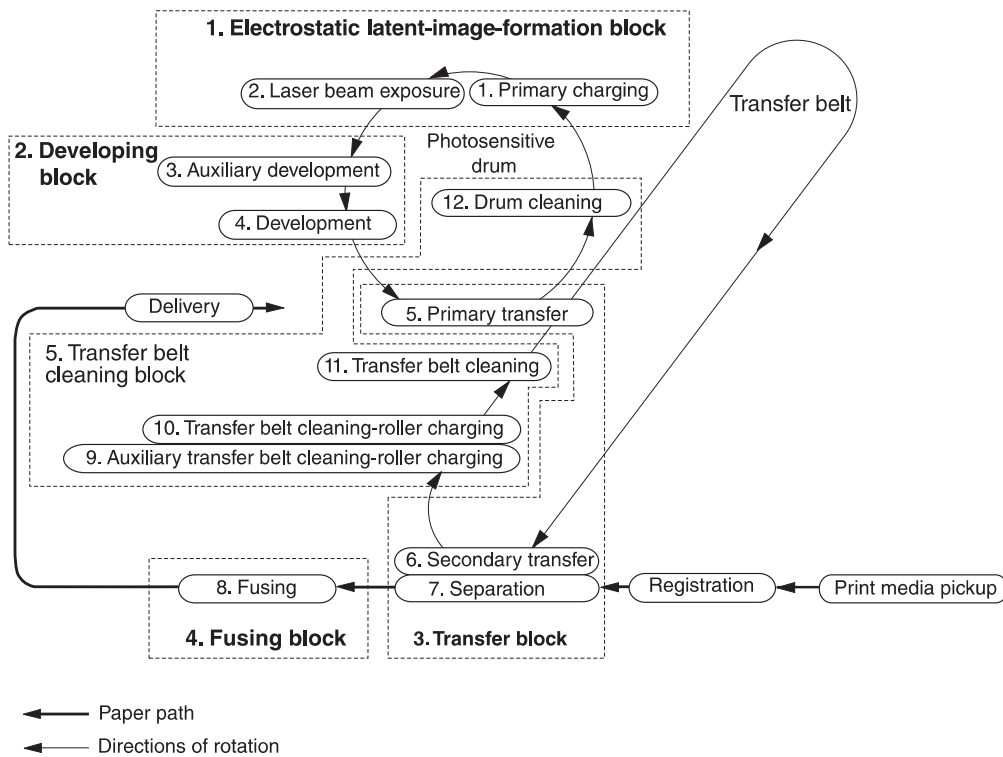 1. Electrostatic latent-image-formation block
2. Laser beam exposure
1. Primary charging
Transfer belt
2. Developing
block
Photosensitive
drum
3. Auxiliary development
12. Drum cleaning
4. Development
Delivery
5. Primary transfer
5. Transfer belt
cleaning block
11. Transfer belt cleaning
10. Transfer belt cleaning-roller charging
9. Auxiliary transfer belt cleaning-roller charging
6. Secondary transfer
8. Fusing
7. Separation
Registration
Print media pickup
4. Fusing block
3. Transfer block
Paper path
Directions of rotation